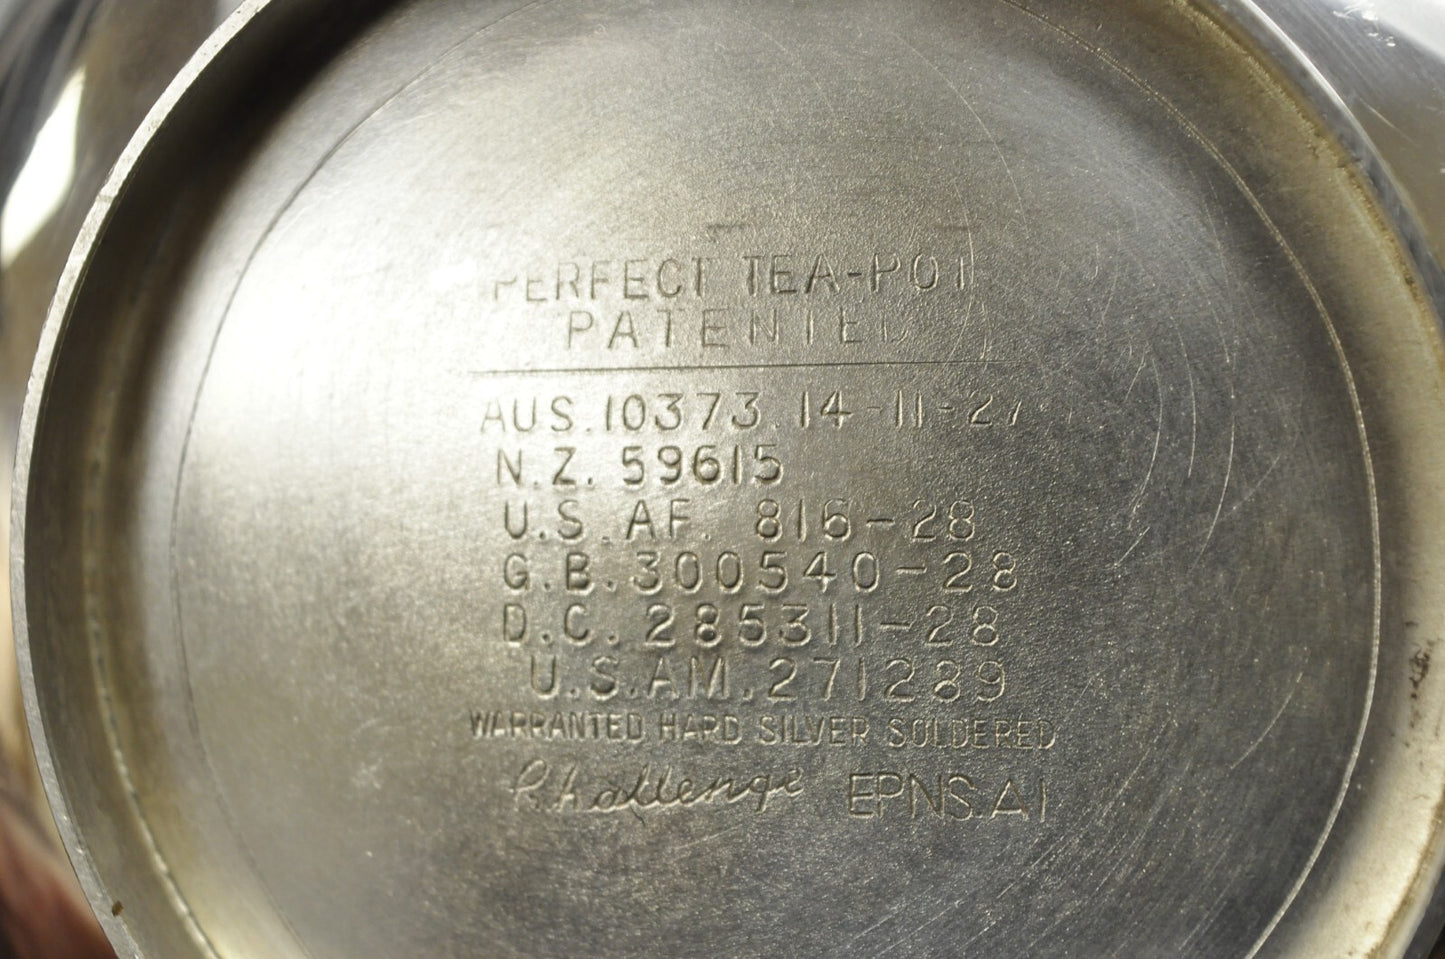 PERFECT TEA-POT
PATENTED
AUS. 10373. 14-11-27
N.Z. 59615
U.S. AF. 816-28
G.B. 300540-28
D.C. 285311-28
U.S.AM. 271289
WARRANTED HARD SILVER SOLDERED
Challenge EPNS.A1